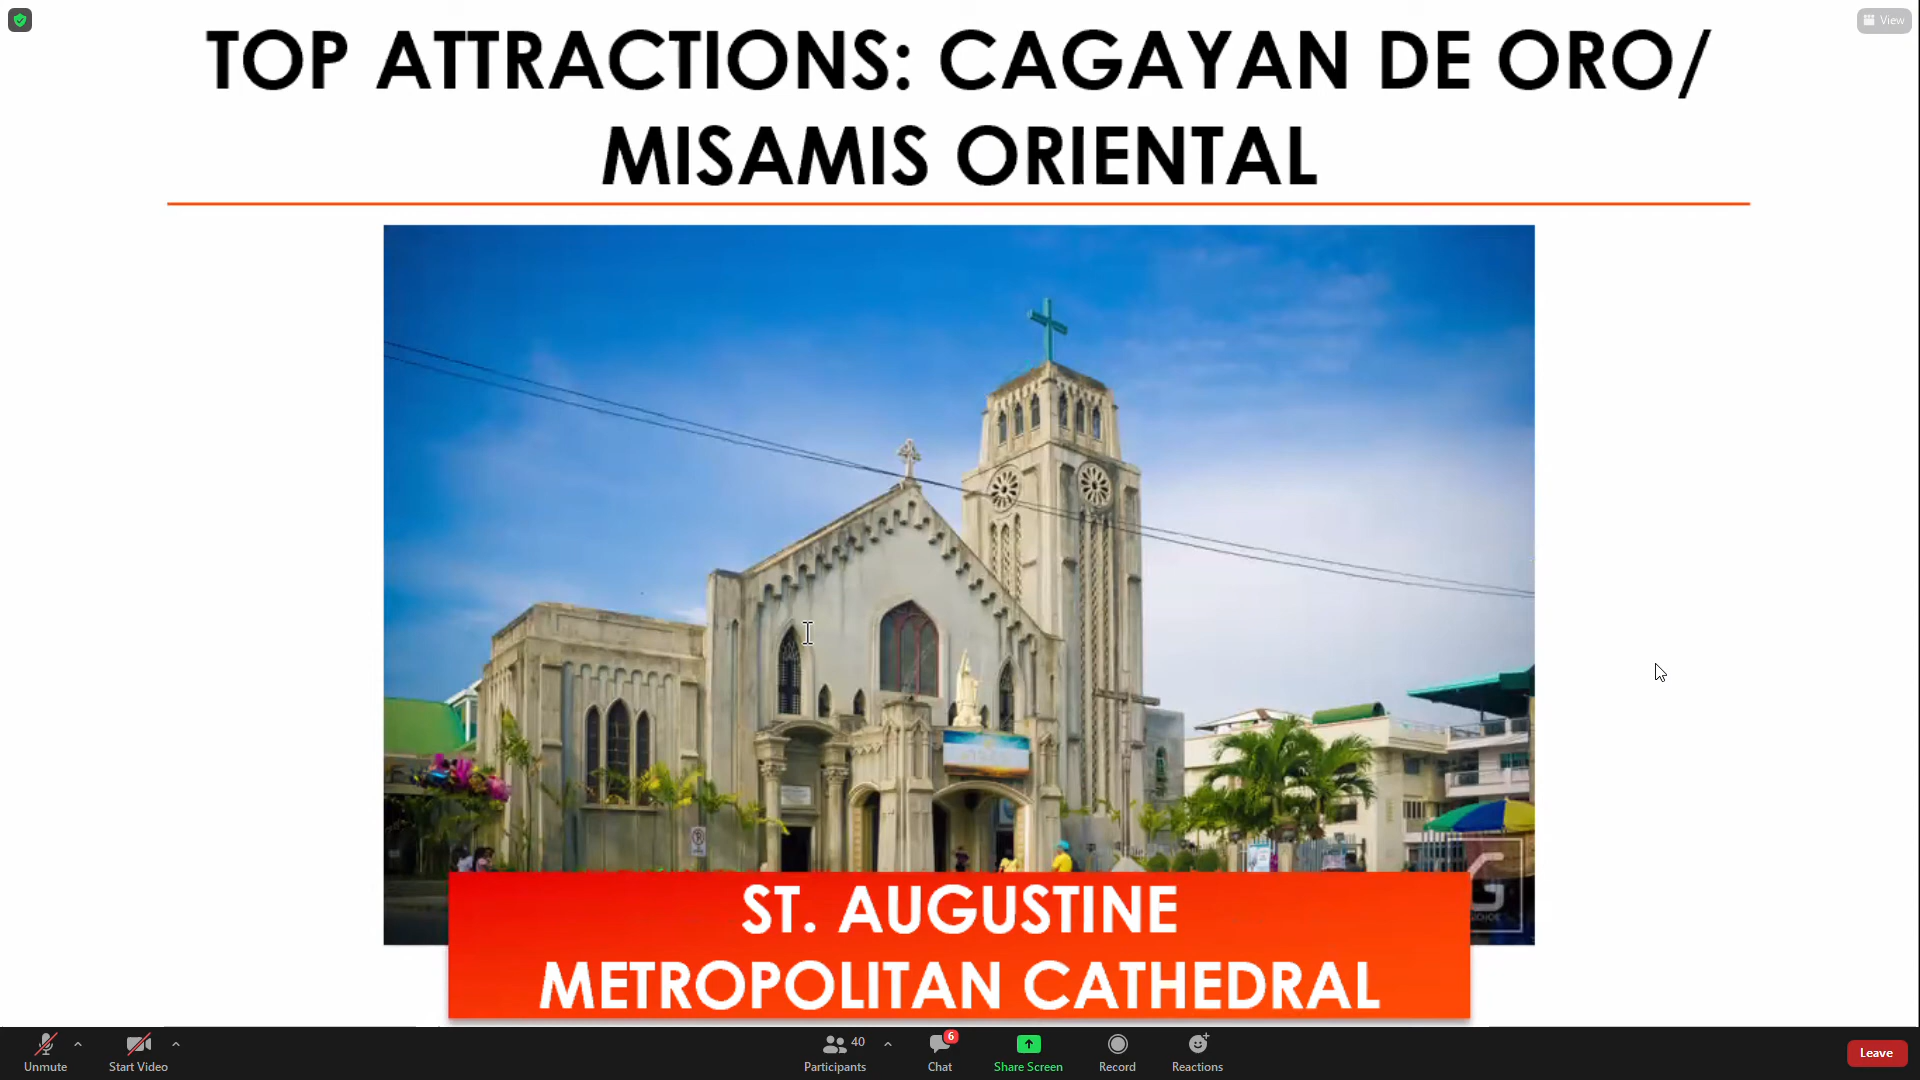 View
TOP ATTRACTIONS: CAGAYAN DE ORO/
MISAMIS ORIENTAL
ST. AUGUSTINE
METROPOLITAN CATHEDRAL
Unmute
Start Video
40
Participants
6
Chat
Share Screen
Record
Reactions
Leave